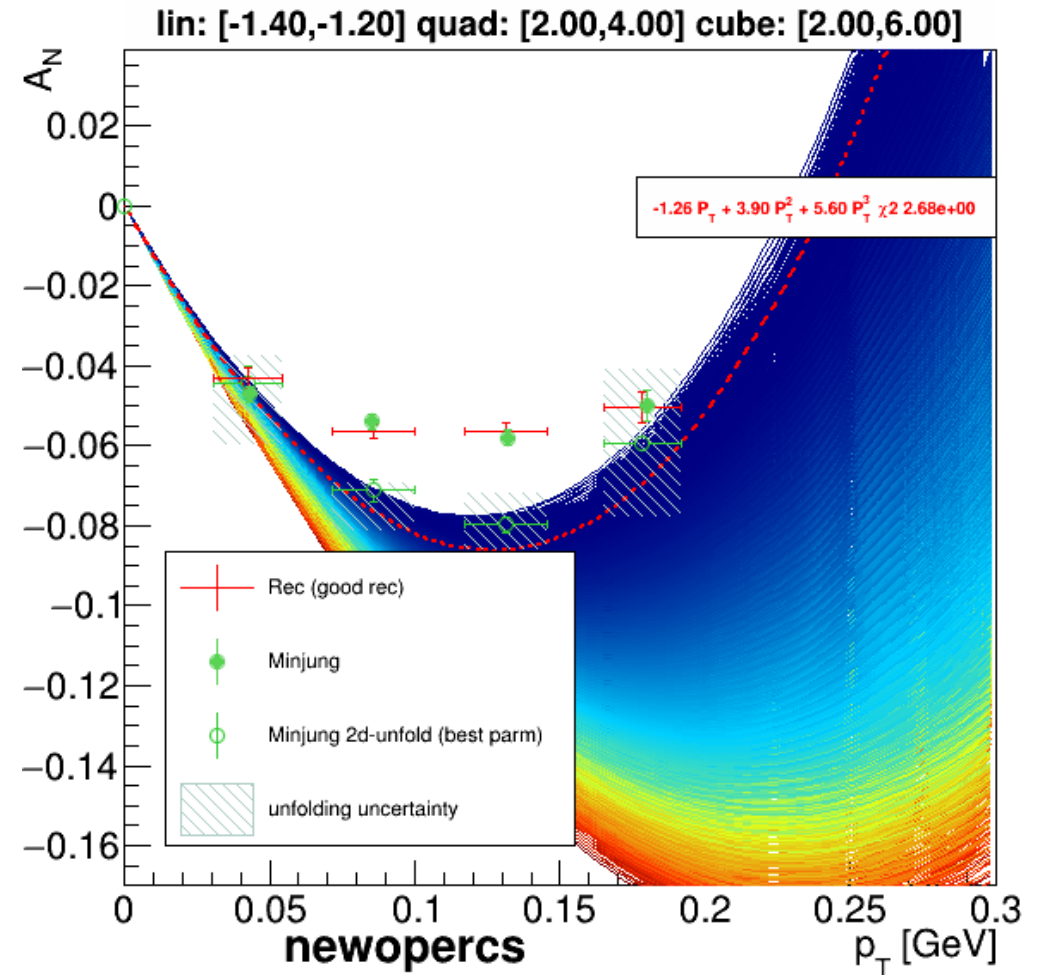 lin: [-1.40,-1.20] quad: [2.00,4.00] cube: [2.00,6.00]
A_N
0.02
0
−0.02
−0.04
−0.06
−0.08
−0.1
−0.12
−0.14
−0.16
-1.26 P_T + 3.90 P_T^2 + 5.60 P_T^3 χ2 2.68e+00
Rec (good rec)
Minjung
Minjung 2d-unfold (best parm)
unfolding uncertainty
0 0.05 0.1 0.15 0.2 0.25 0.3
newopercs
p_T [GeV]